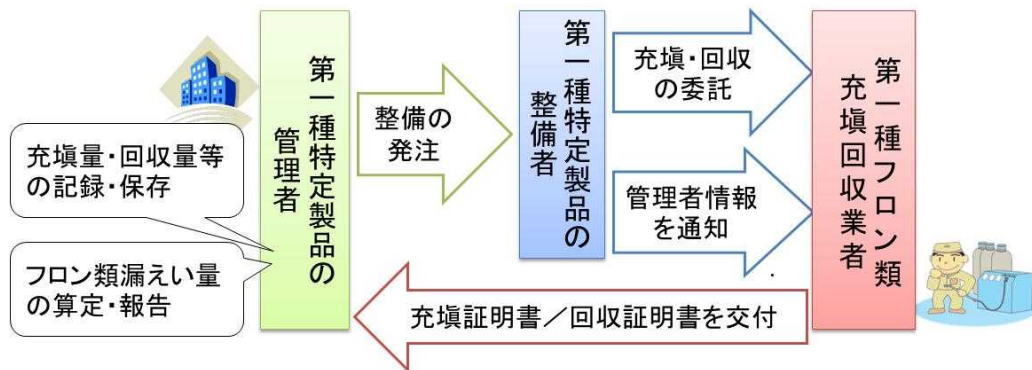 第一種特定製品の
管理者
充塡量・回収量等
の記録・保存
フロン類漏えい量
の算定・報告
整備の
発注
第一種特定製品の
整備者
充塡・回収
の委託
管理者情報
を通知
第一種フロン類
充塡回収業者
充塡証明書／回収証明書を交付